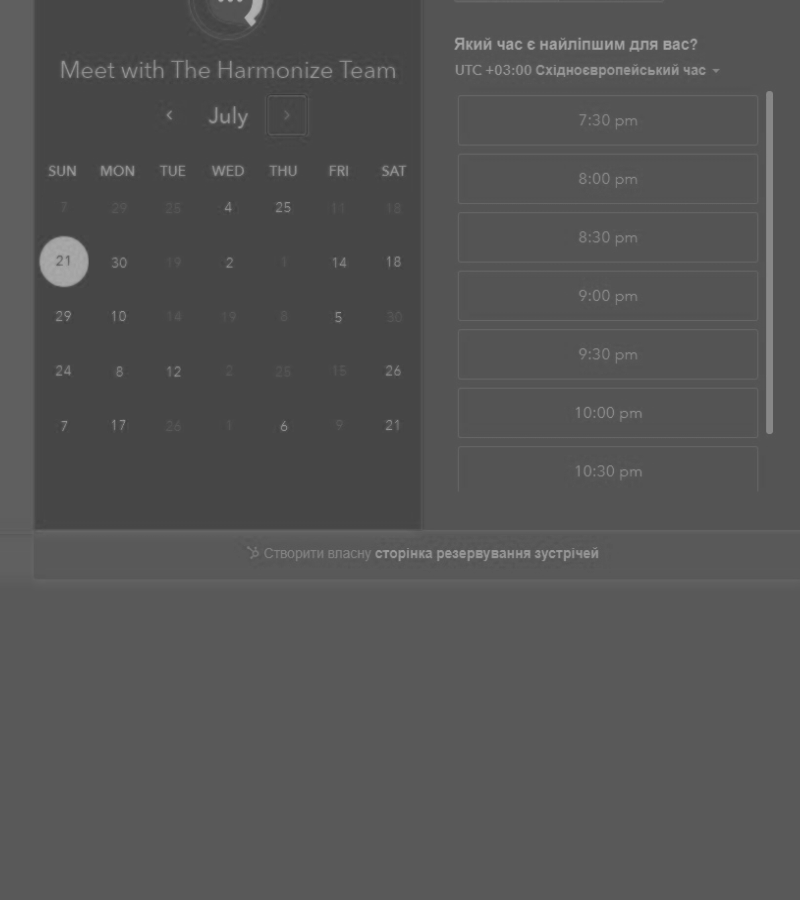 Meet with The Harmonize Team
July
SUN MON TUE WED THU FRI SAT
7 29 25 4 25 11 18
21 30 19 2 1 14 18
29 10 14 19 8 5 30
24 8 12 2 25 15 26
7 17 26 1 6 9 21
Який час є найліпшим для вас?
UTC +03:00 Східноєвропейський час
7:30 pm
8:00 pm
8:30 pm
9:00 pm
9:30 pm
10:00 pm
10:30 pm
Створити власну сторінка резервування зустрічей